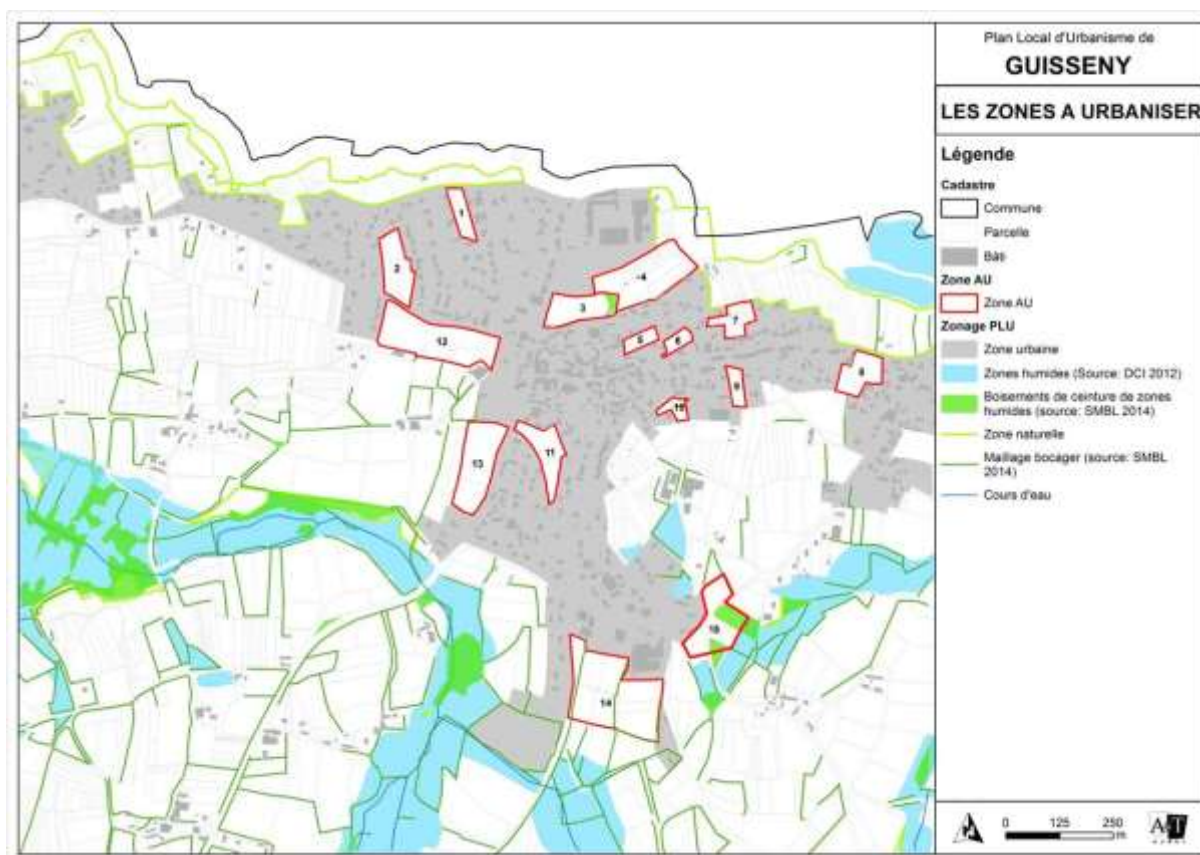 Plan Local d'Urbanisme de
GUISSENY
LES ZONES A URBANISER
Légende
Cadastre
Commune
Parcelle
Bâti
Zone AU
Zone AU
Zonage PLU
Zone urbaine
Zones humides (Source: DCI 2012)
Boisements de ceinture de zones
humides (source: SMBL 2014)
Zone naturelle
Maillage bocager (source: SMBL
2014)
Cours d'eau
0 125 250
m
1
2
3
4
5
6
7
8
9
10
11
12
13
14